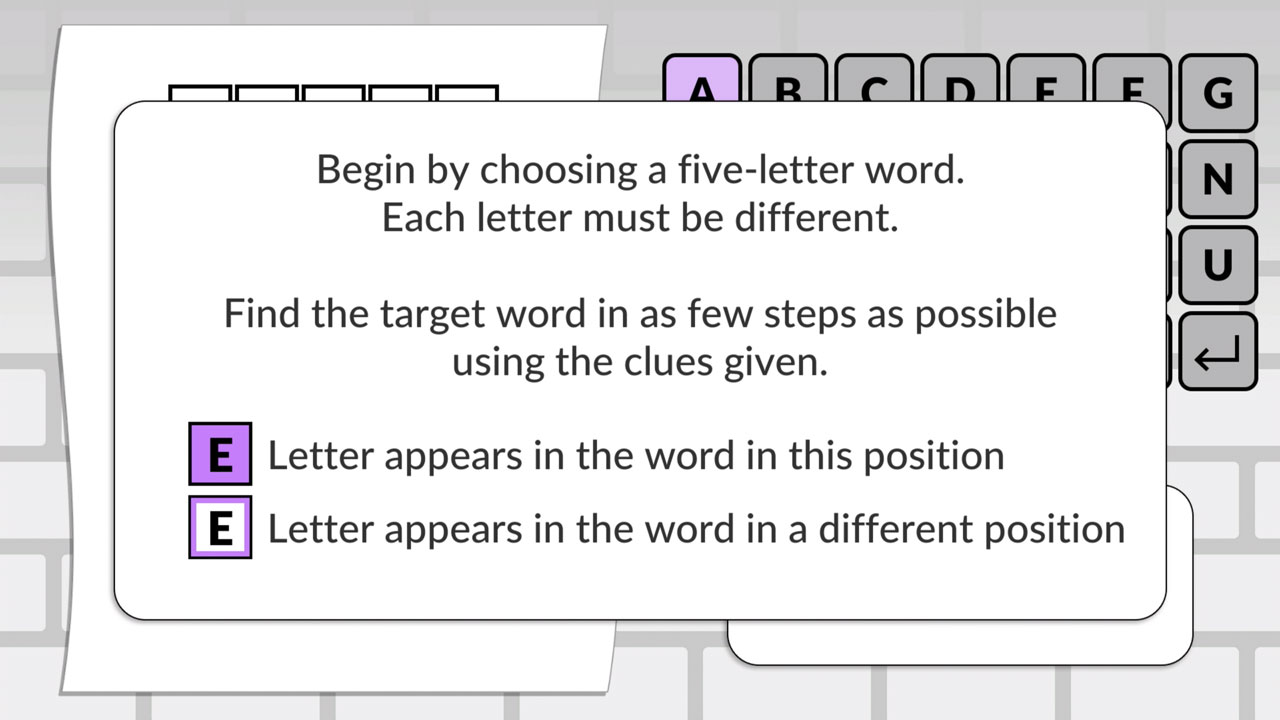 A B C D E F G
Begin by choosing a five-letter word.
Each letter must be different.
N
Find the target word in as few steps as possible
U
using the clues given.
E Letter appears in the word in this position
E Letter appears in the word in a different position